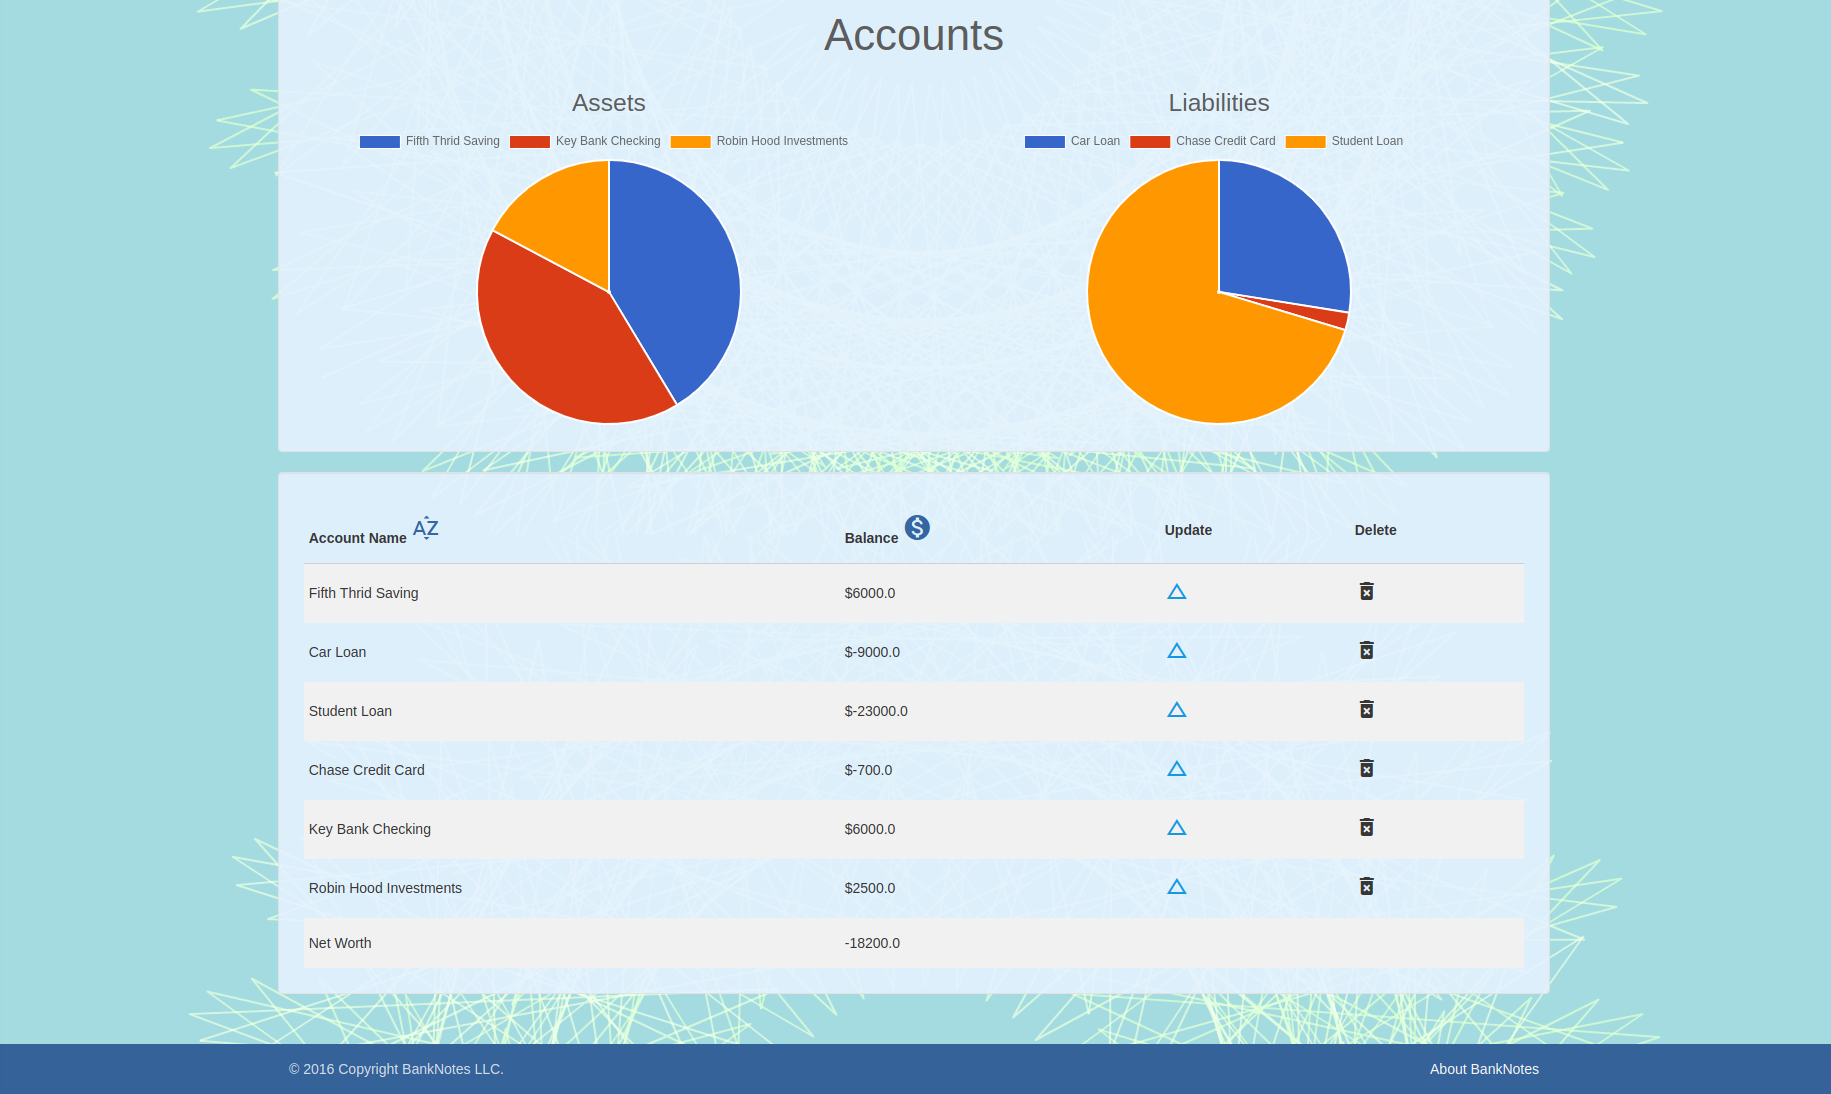 Accounts
Assets
Liabilities
Fifth Thrid Saving Key Bank Checking Robin Hood Investments
Car Loan Chase Credit Card Student Loan
Account Name AZ Balance $ Update Delete
Fifth Thrid Saving $6000.0
Car Loan $-9000.0
Student Loan $-23000.0
Chase Credit Card $-700.0
Key Bank Checking $6000.0
Robin Hood Investments $2500.0
Net Worth -18200.0
© 2016 Copyright BankNotes LLC. About BankNotes